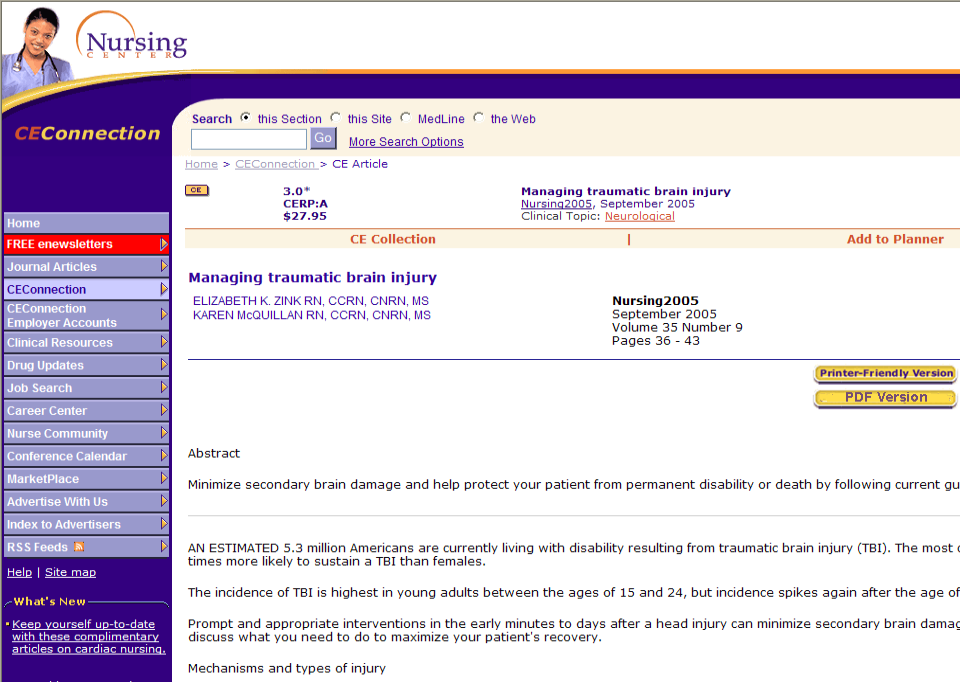 Nursing
CENTER
CEConnection
Search this Section this Site MedLine the Web
Go More Search Options
Home > CEConnection > CE Article
CE
3.0*
CERP:A
$27.95
Managing traumatic brain injury
Nursing2005, September 2005
Clinical Topic: Neurological
CE Collection | Add to Planner
Home
FREE enewsletters
Journal Articles
CEConnection
CEConnection
Employer Accounts
Clinical Resources
Drug Updates
Job Search
Career Center
Nurse Community
Conference Calendar
MarketPlace
Advertise With Us
Index to Advertisers
RSS Feeds
Help | Site map
What's New
Keep yourself up-to-date
with these complimentary
articles on cardiac nursing.
Managing traumatic brain injury
ELIZABETH K. ZINK RN, CCRN, CNRN, MS
KAREN McQUILLAN RN, CCRN, CNRN, MS
Nursing2005
September 2005
Volume 35 Number 9
Pages 36 - 43
Printer-Friendly Version
PDF Version
Abstract
Minimize secondary brain damage and help protect your patient from permanent disability or death by following current gu
AN ESTIMATED 5.3 million Americans are currently living with disability resulting from traumatic brain injury (TBI). The most
times more likely to sustain a TBI than females.
The incidence of TBI is highest in young adults between the ages of 15 and 24, but incidence spikes again after the age of
Prompt and appropriate interventions in the early minutes to days after a head injury can minimize secondary brain damag
discuss what you need to do to maximize your patient's recovery.
Mechanisms and types of injury